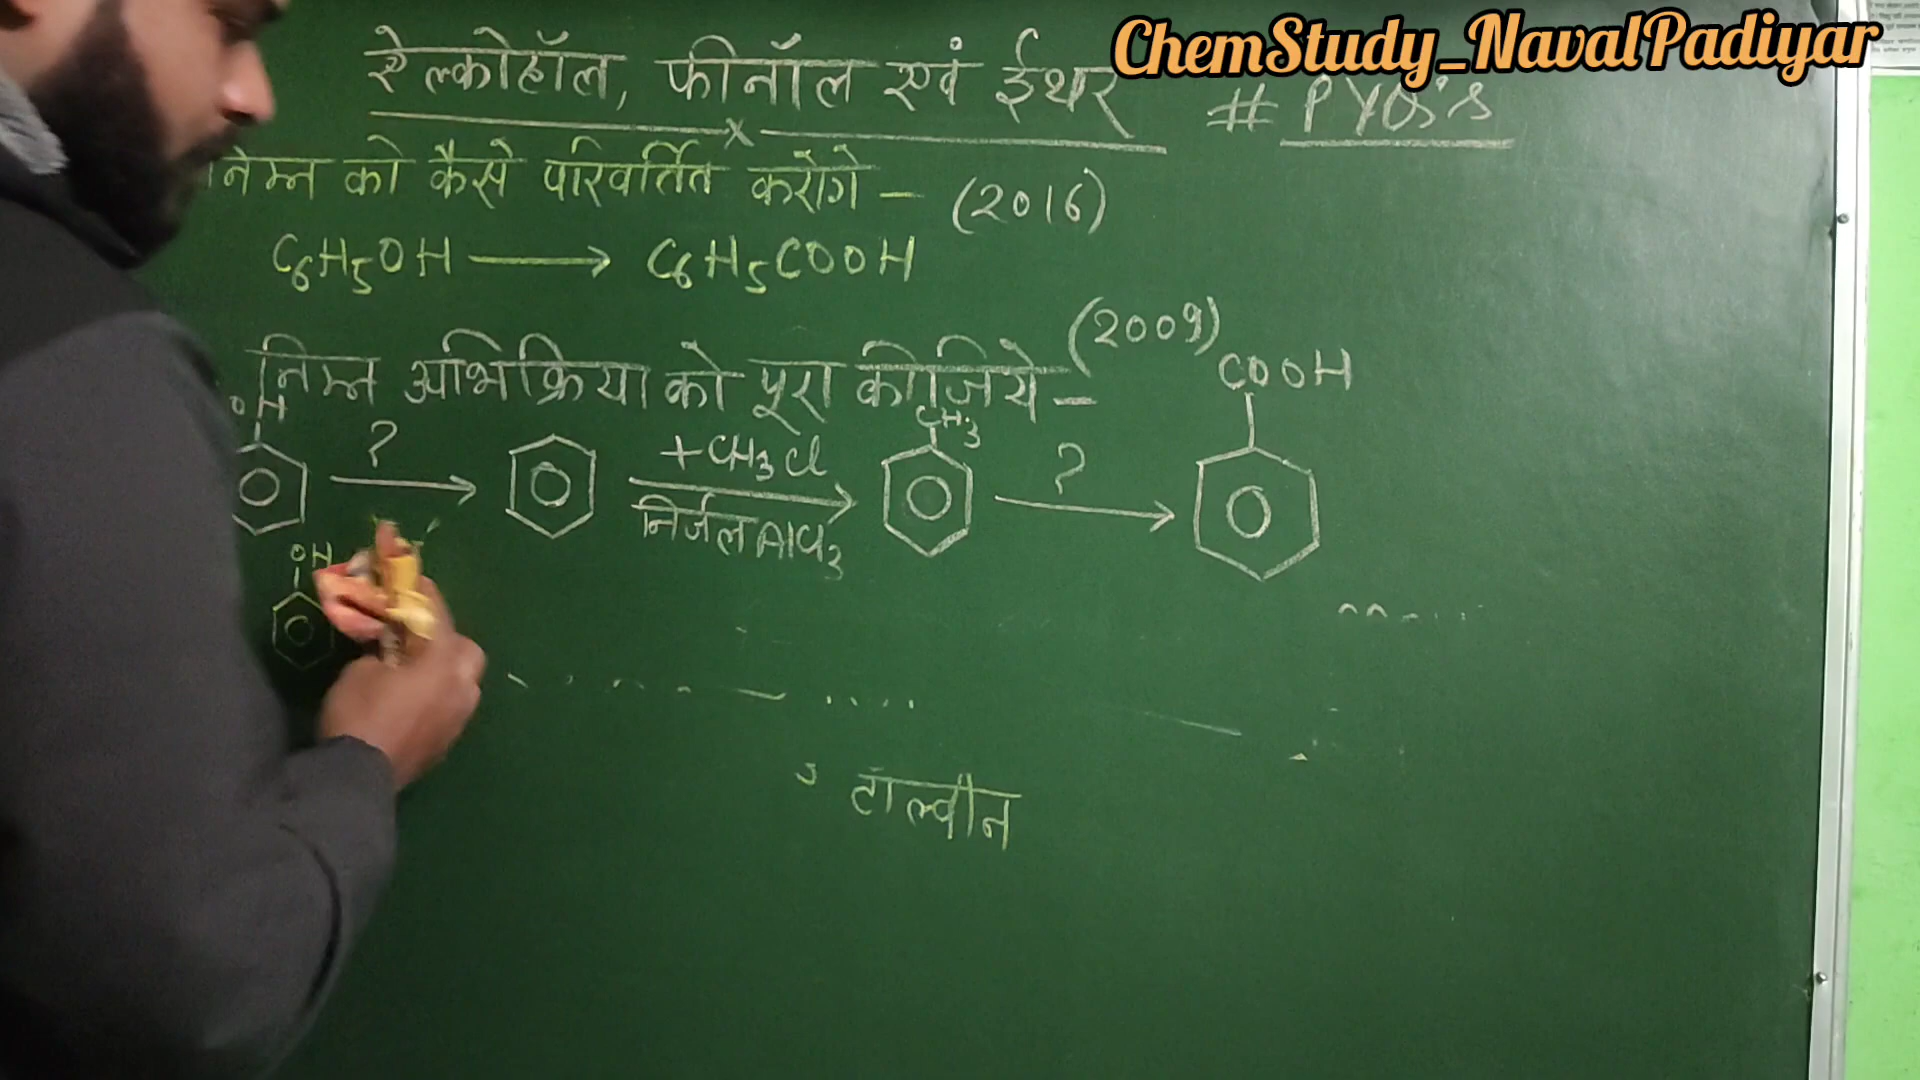 ChemStudy_NavalPadiyar
ऐल्कोहॉल, फीनॉल एवं ईथर # PYQ's
x
निम्न को कैसे परिवर्तित करोगे - (2016)
C6H5OH ⟶ C6H5COOH
निम्न अभिक्रिया को पूरा कीजिये - (2009)
OH ? +CH3Cl CH3 ? COOH
निर्जल AlCl3
OH
टॉल्वीन